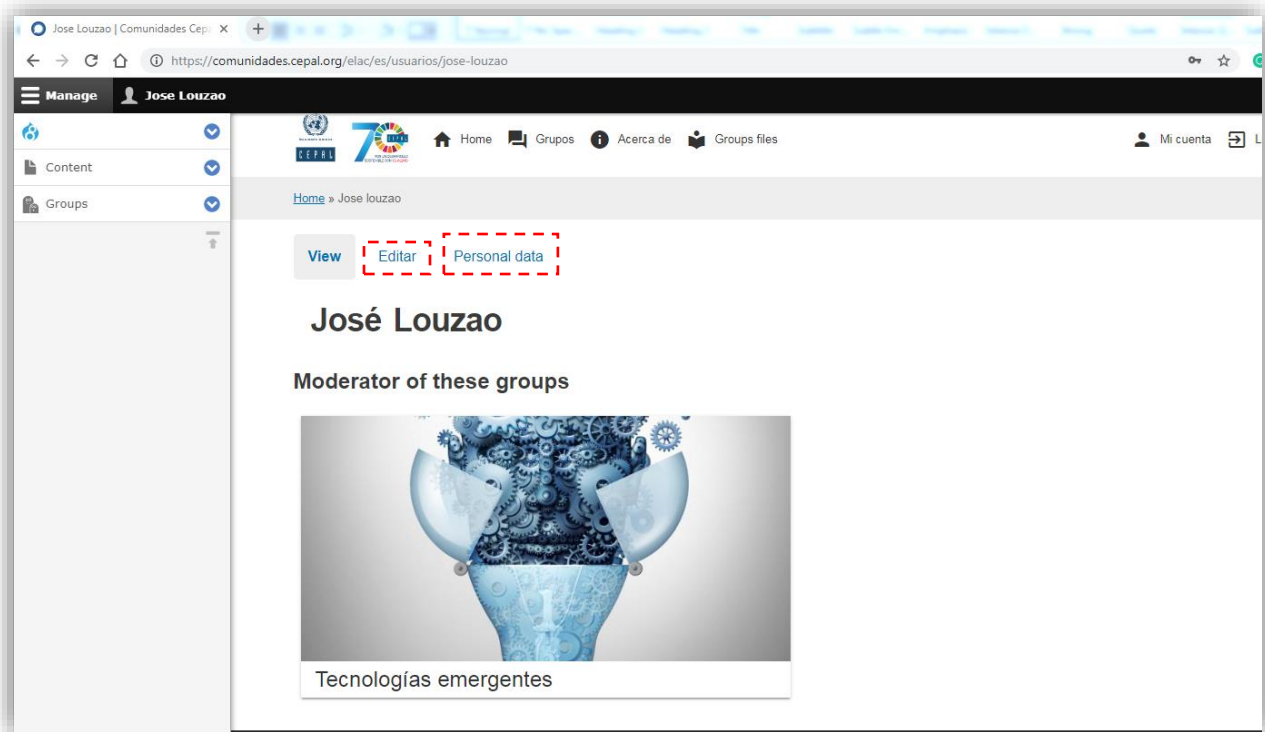 Jose Louzao | Comunidades Cep
https://comunidades.cepal.org/elac/es/usuarios/jose-louzao
Manage Jose Louzao
CEPAL
70
Home Grupos Acerca de Groups files Mi cuenta L
Content
Groups
Home » Jose louzao
View Editar Personal data
José Louzao
Moderator of these groups
Tecnologías emergentes